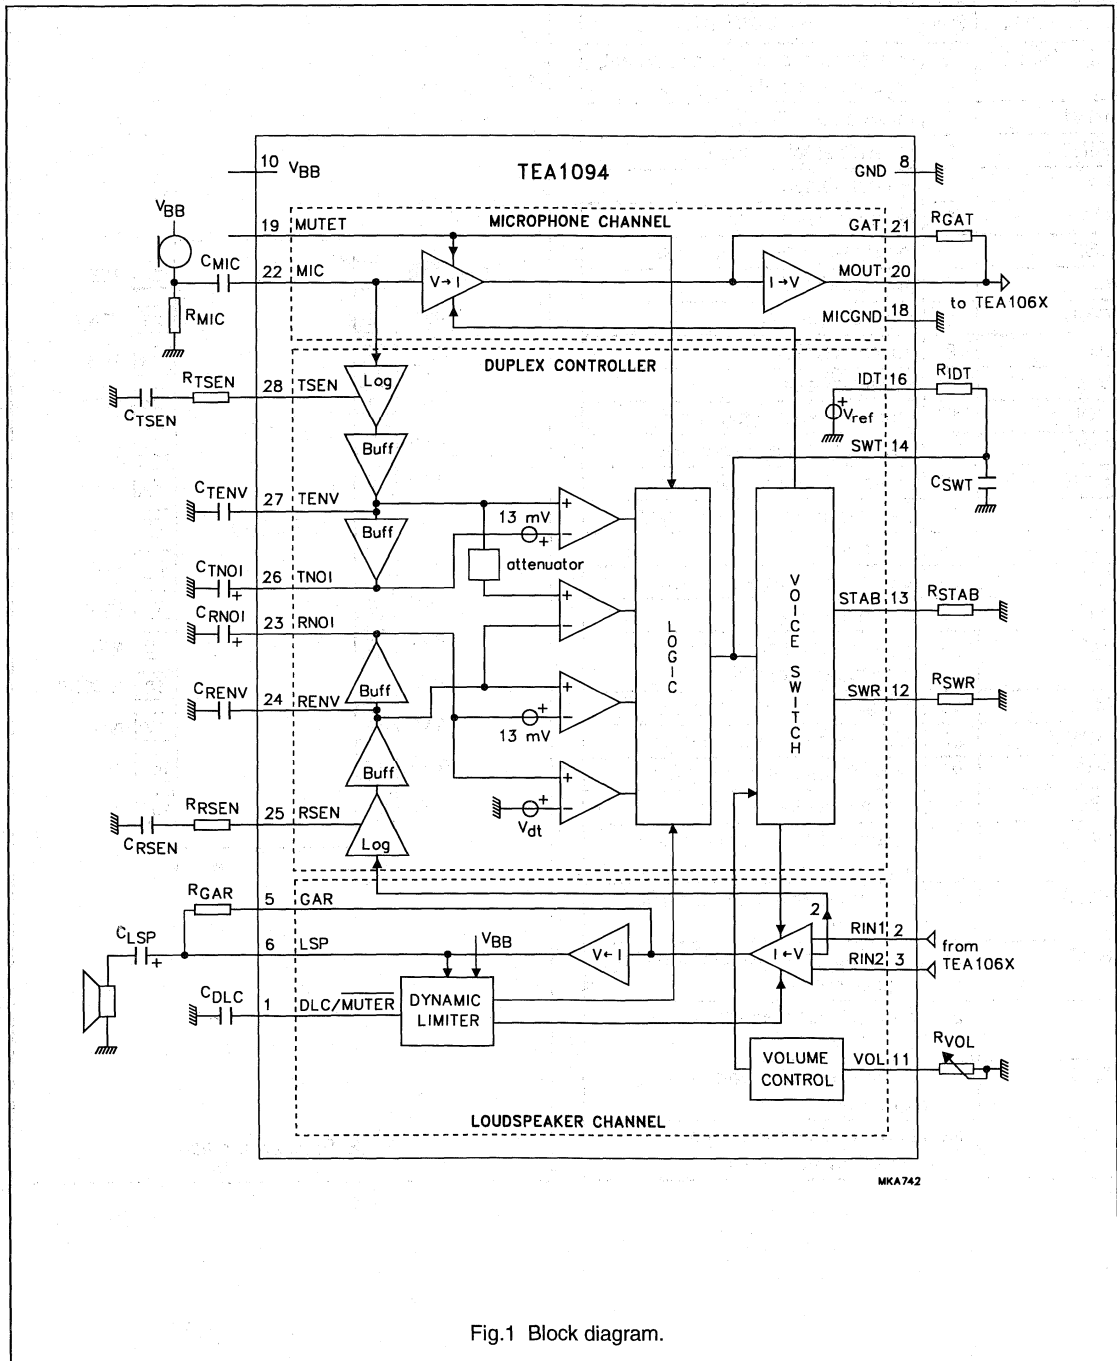 TEA1094
10 VBB
GND 8
VBB
19 MUTET
MICROPHONE CHANNEL
GAT 21
RGAT
CMIC
22 MIC
V→I
I→V
MOUT 20
to TEA106X
RMIC
MICGND 18
DUPLEX CONTROLLER
RTSEN
28 TSEN
Log
IDT 16
RIDT
CTSEN
+
Vref
Buff
SWT 14
CTENV
27 TENV
CSWT
13 mV
+
+
−
Buff
attenuator
CTNOI
26 TNOI
+
+
−
CRNOI
23 RNOI
+
LOGIC
VOICE SWITCH
STAB 13
RSTAB
Buff
CRENV
24 RENV
+
+
−
13 mV
SWR 12
RSWR
Buff
+
+
−
Vdt
RRSEN
25 RSEN
CRSEN
Log
RGAR
5 GAR
2
CLSP
6 LSP
+
VBB
V←I
I←V
RIN1 2
RIN2 3
from
TEA106X
CDLC
1 DLC/MUTER
DYNAMIC
LIMITER
VOLUME
CONTROL
VOL 11
RVOL
LOUDSPEAKER CHANNEL
MKA742
Fig.1 Block diagram.